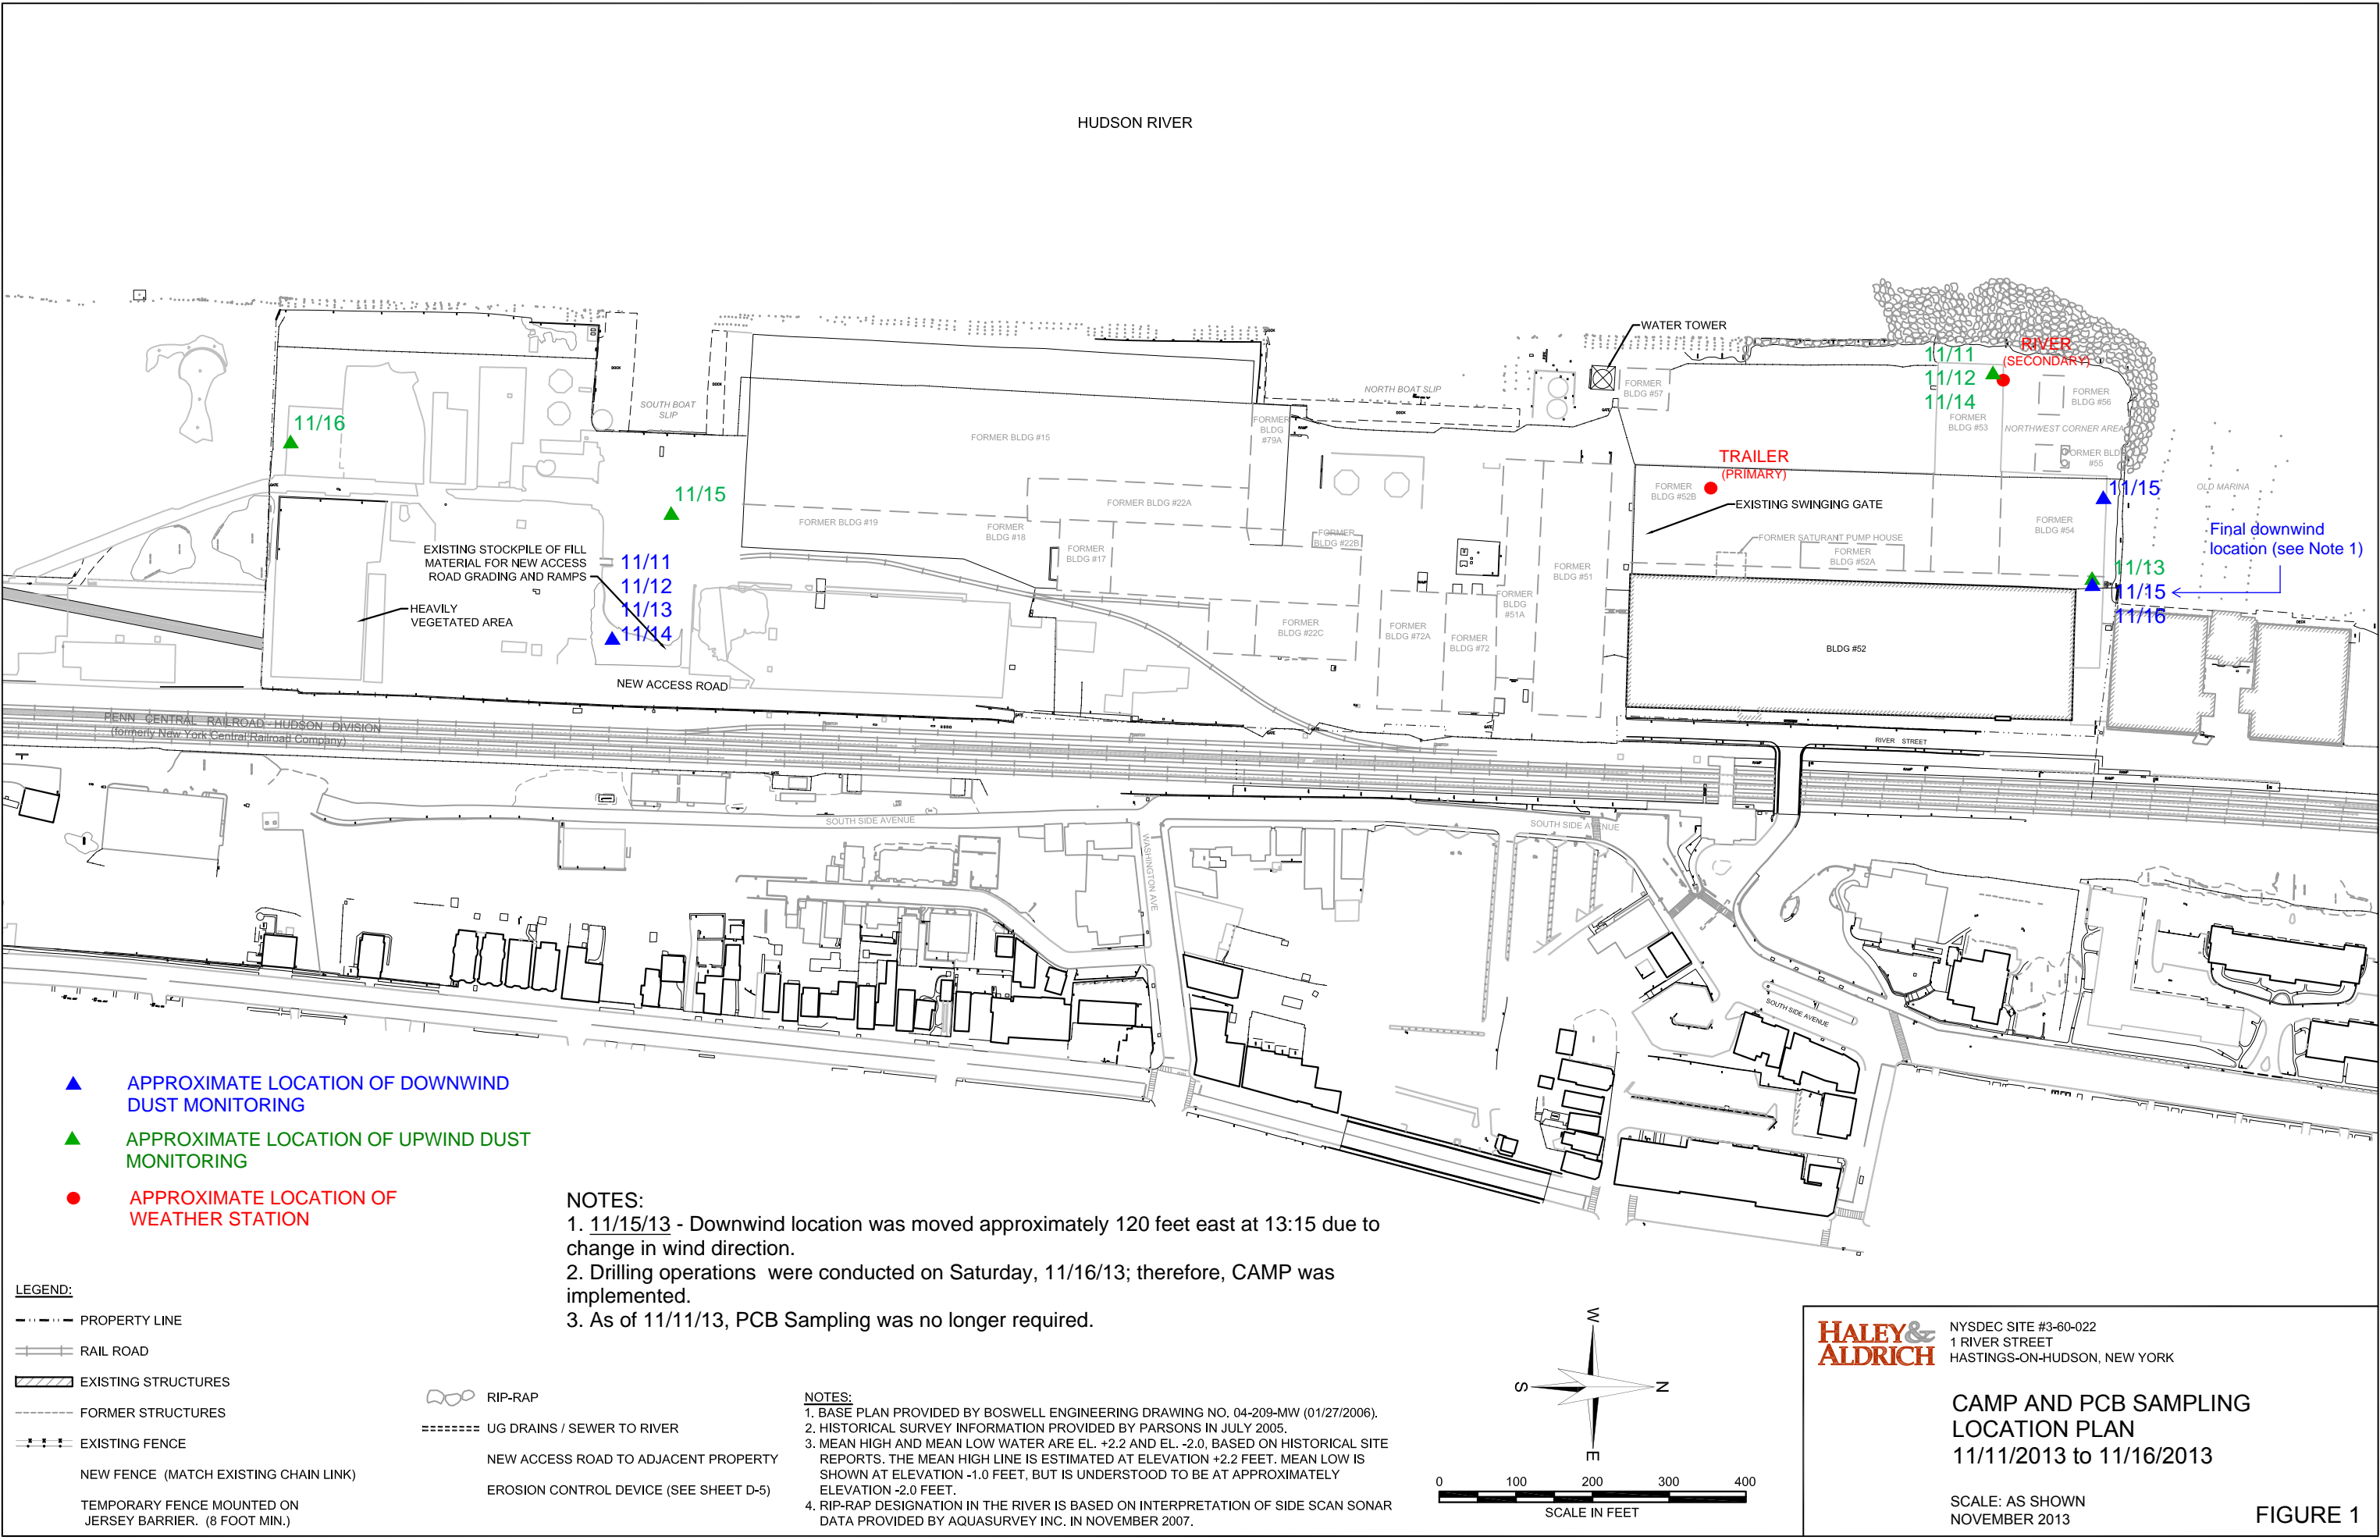 HUDSON RIVER
WATER TOWER
RIVER
(SECONDARY)
11/11
11/12
11/14
FORMER
BLDG #57
FORMER
BLDG #56
NORTH BOAT SLIP
SOUTH BOAT
SLIP
DOCK
DOCK
DOCK
DOCK
11/16
FORMER BLDG #15
FORMER
BLDG
#79A
FORMER
BLDG #53
NORTHWEST CORNER AREA
FORMER BLD
#55
TRAILER
(PRIMARY)
FORMER
BLDG #52B
EXISTING SWINGING GATE
11/15
11/15
OLD MARINA
FORMER BLDG #22A
FORMER BLDG #19
FORMER
BLDG #18
FORMER
BLDG #17
FORMER
BLDG #22B
FORMER
BLDG #54
FORMER SATURANT PUMP HOUSE
FORMER
BLDG #52A
Final downwind
location (see Note 1)
EXISTING STOCKPILE OF FILL
MATERIAL FOR NEW ACCESS
ROAD GRADING AND RAMPS
11/11
11/12
11/13
11/14
11/13
11/15
11/16
FORMER
BLDG #51
FORMER
BLDG
#51A
HEAVILY
VEGETATED AREA
FORMER
BLDG #22C
FORMER
BLDG #72A
FORMER
BLDG #72
BLDG #52
NEW ACCESS ROAD
PENN CENTRAL RAILROAD - HUDSON DIVISION
(formerly New York Central Railroad Company)
RIVER STREET
SOUTH SIDE AVENUE
SOUTH SIDE AVENUE
WASHINGTON AVE
SOUTH SIDE AVENUE
APPROXIMATE LOCATION OF DOWNWIND
DUST MONITORING
APPROXIMATE LOCATION OF UPWIND DUST
MONITORING
APPROXIMATE LOCATION OF
WEATHER STATION
NOTES:
1. 11/15/13 - Downwind location was moved approximately 120 feet east at 13:15 due to
change in wind direction.
2. Drilling operations were conducted on Saturday, 11/16/13; therefore, CAMP was
implemented.
3. As of 11/11/13, PCB Sampling was no longer required.
LEGEND:
PROPERTY LINE
RAIL ROAD
EXISTING STRUCTURES
FORMER STRUCTURES
EXISTING FENCE
NEW FENCE (MATCH EXISTING CHAIN LINK)
TEMPORARY FENCE MOUNTED ON
JERSEY BARRIER. (8 FOOT MIN.)
RIP-RAP
UG DRAINS / SEWER TO RIVER
NEW ACCESS ROAD TO ADJACENT PROPERTY
EROSION CONTROL DEVICE (SEE SHEET D-5)
NOTES:
1. BASE PLAN PROVIDED BY BOSWELL ENGINEERING DRAWING NO. 04-209-MW (01/27/2006).
2. HISTORICAL SURVEY INFORMATION PROVIDED BY PARSONS IN JULY 2005.
3. MEAN HIGH AND MEAN LOW WATER ARE EL. +2.2 AND EL. -2.0, BASED ON HISTORICAL SITE
REPORTS. THE MEAN HIGH LINE IS ESTIMATED AT ELEVATION +2.2 FEET. MEAN LOW IS
SHOWN AT ELEVATION -1.0 FEET, BUT IS UNDERSTOOD TO BE AT APPROXIMATELY
ELEVATION -2.0 FEET.
4. RIP-RAP DESIGNATION IN THE RIVER IS BASED ON INTERPRETATION OF SIDE SCAN SONAR
DATA PROVIDED BY AQUASURVEY INC. IN NOVEMBER 2007.
W
S
N
E
0 100 200 300 400
SCALE IN FEET
HALEY &
ALDRICH
NYSDEC SITE #3-60-022
1 RIVER STREET
HASTINGS-ON-HUDSON, NEW YORK
CAMP AND PCB SAMPLING
LOCATION PLAN
11/11/2013 to 11/16/2013
SCALE: AS SHOWN
NOVEMBER 2013
FIGURE 1